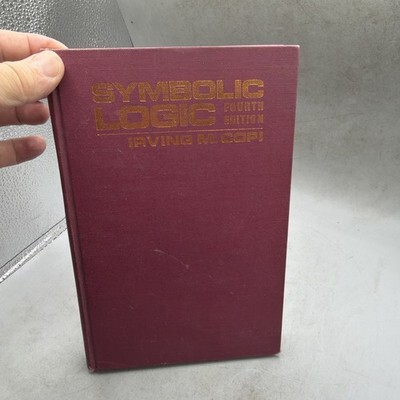 SYMBOLIC
LOGIC FOURTH EDITION
IRVING M. COPI